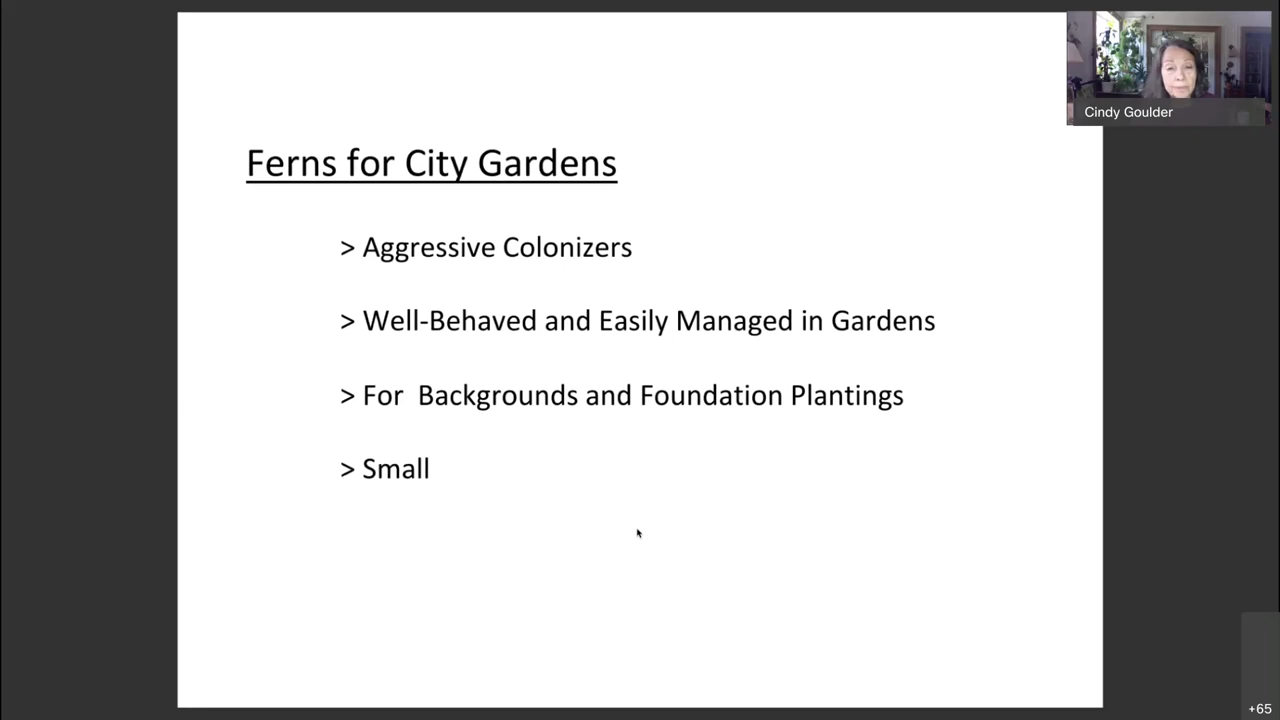 Cindy Goulder
Ferns for City Gardens
> Aggressive Colonizers
> Well-Behaved and Easily Managed in Gardens
> For  Backgrounds and Foundation Plantings
> Small
+65